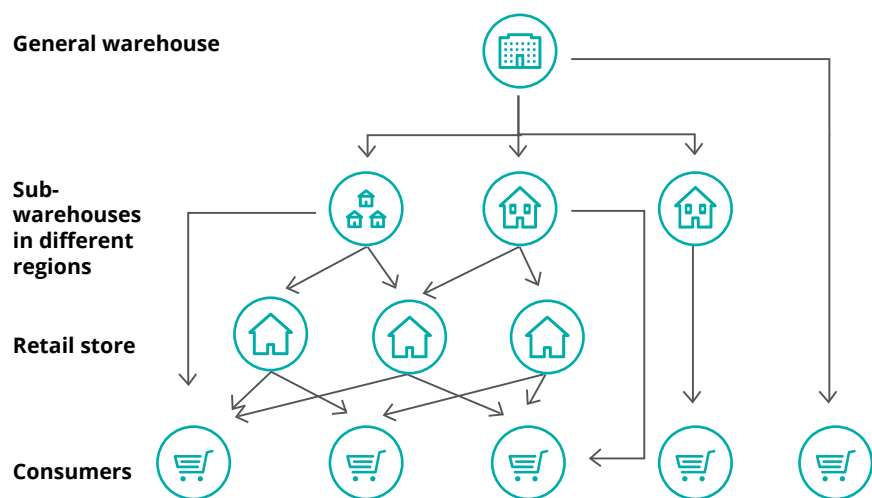 General warehouse
Sub-
warehouses
in different
regions
Retail store
Consumers